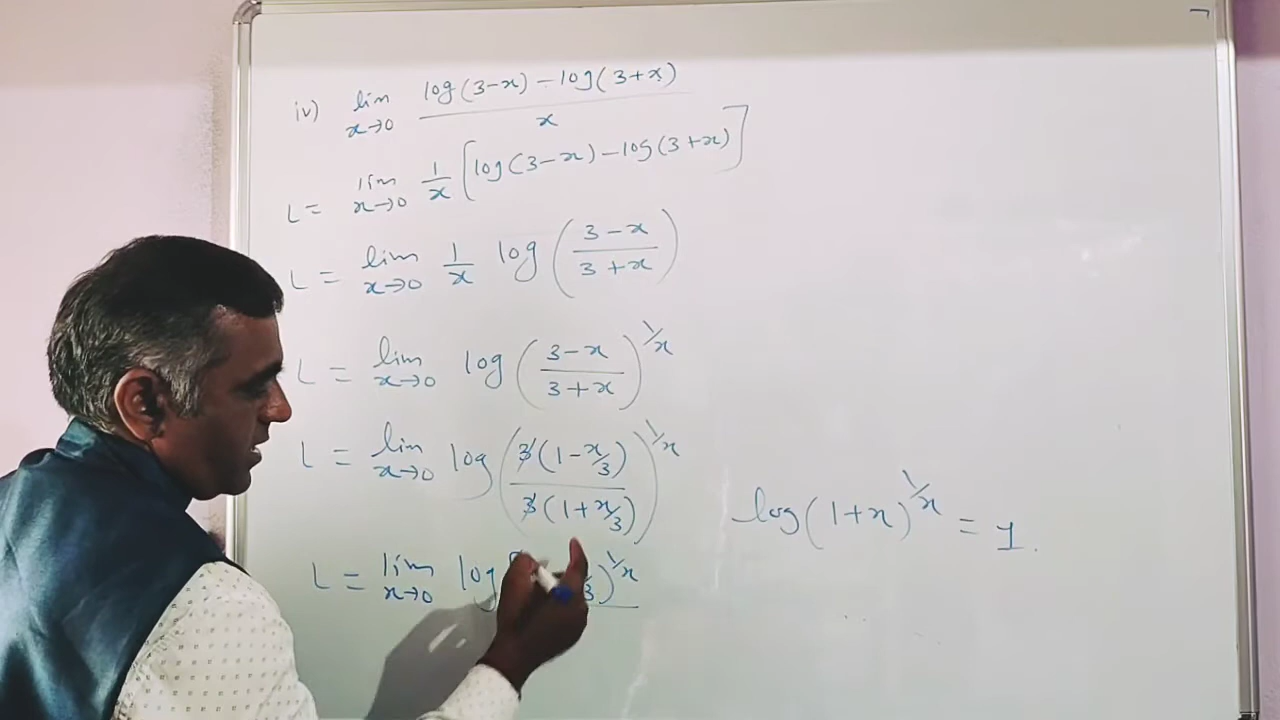 iv) lim x→0 log(3-x) - log(3+x) / x
L = lim x→0 1/x [log(3-x) - log(3+x)]
L = lim x→0 1/x log (3-x / 3+x)
L = lim x→0 log (3-x / 3+x)^1/x
L = lim x→0 log (3(1-x/3) / 3(1+x/3))^1/x
log(1+x)^1/x = 1.
L = lim x→0 log 3)^1/x